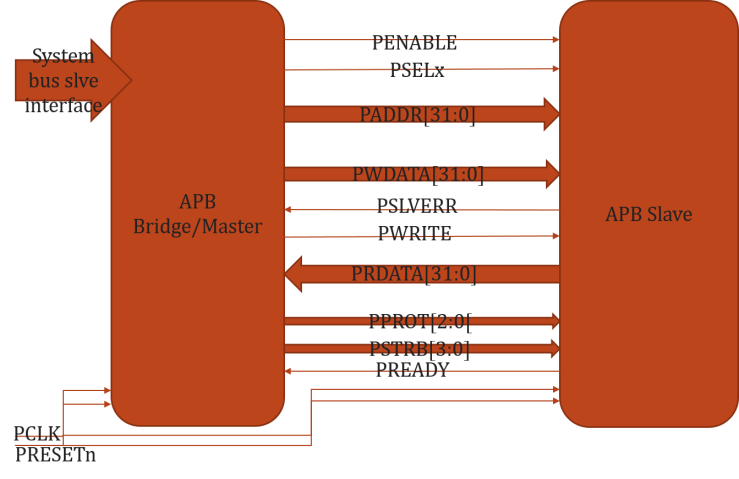 System
bus slve
interface
APB
Bridge/Master
PENABLE
PSELx
PADDR[31:0]
PWDATA[31:0]
PSLVERR
PWRITE
PRDATA[31:0]
PPROT[2:0[
PSTRB[3:0]
PREADY
APB Slave
PCLK
PRESETn